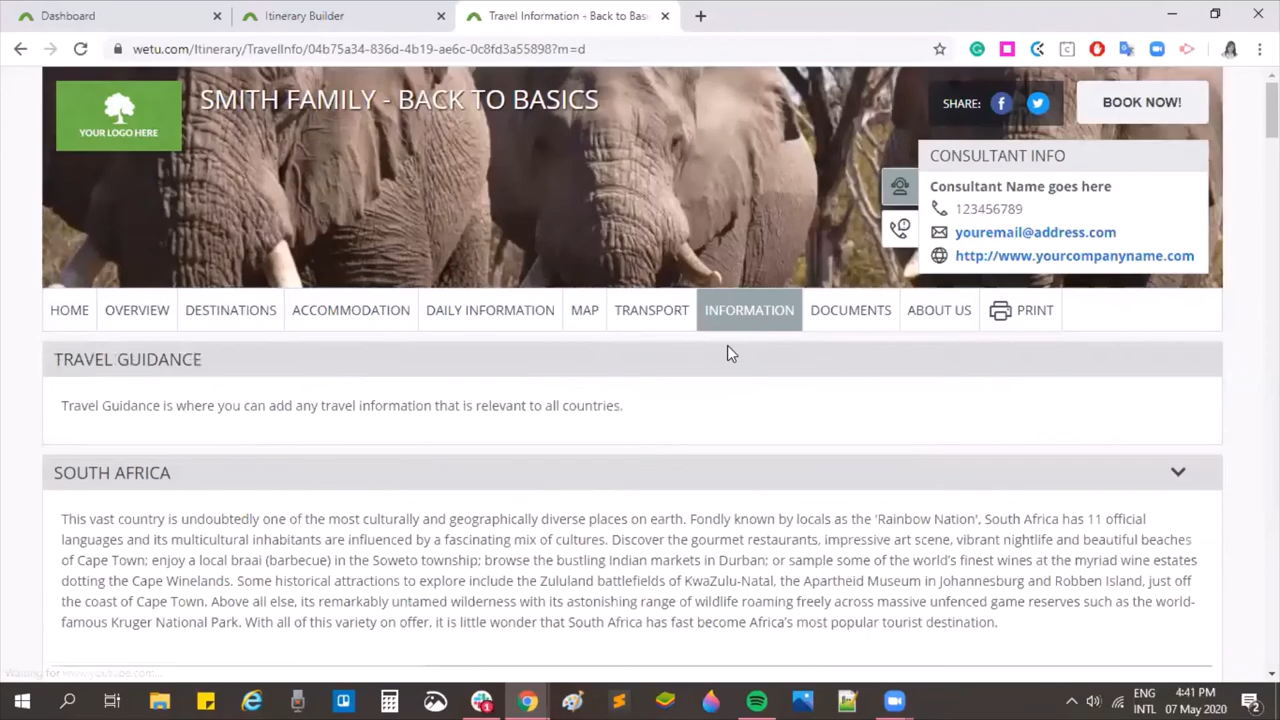 Dashboard
Itinerary Builder
Travel Information - Back to Basi
wetu.com/Itinerary/TravelInfo/04b75a34-836d-4b19-ae6c-0c8fd3a55898?m=d
YOUR LOGO HERE
SMITH FAMILY - BACK TO BASICS
SHARE:
BOOK NOW!
CONSULTANT INFO
Consultant Name goes here
123456789
youremail@address.com
http://www.yourcompanyname.com
HOME OVERVIEW DESTINATIONS ACCOMMODATION DAILY INFORMATION MAP TRANSPORT INFORMATION DOCUMENTS ABOUT US PRINT
TRAVEL GUIDANCE
Travel Guidance is where you can add any travel information that is relevant to all countries.
SOUTH AFRICA
This vast country is undoubtedly one of the most culturally and geographically diverse places on earth. Fondly known by locals as the 'Rainbow Nation', South Africa has 11 official
languages and its multicultural inhabitants are influenced by a fascinating mix of cultures. Discover the gourmet restaurants, impressive art scene, vibrant nightlife and beautiful beaches
of Cape Town; enjoy a local braai (barbecue) in the Soweto township; browse the bustling Indian markets in Durban; or sample some of the world's finest wines at the myriad wine estates
dotting the Cape Winelands. Some historical attractions to explore include the Zululand battlefields of KwaZulu-Natal, the Apartheid Museum in Johannesburg and Robben Island, just off
the coast of Cape Town. Above all else, its remarkably untamed wilderness with its astonishing range of wildlife roaming freely across massive unfenced game reserves such as the world-
famous Kruger National Park. With all of this variety on offer, it is little wonder that South Africa has fast become Africa's most popular tourist destination.
Waiting for www.youtube.com...
ENG
INTL
4:41 PM
07 May 2020